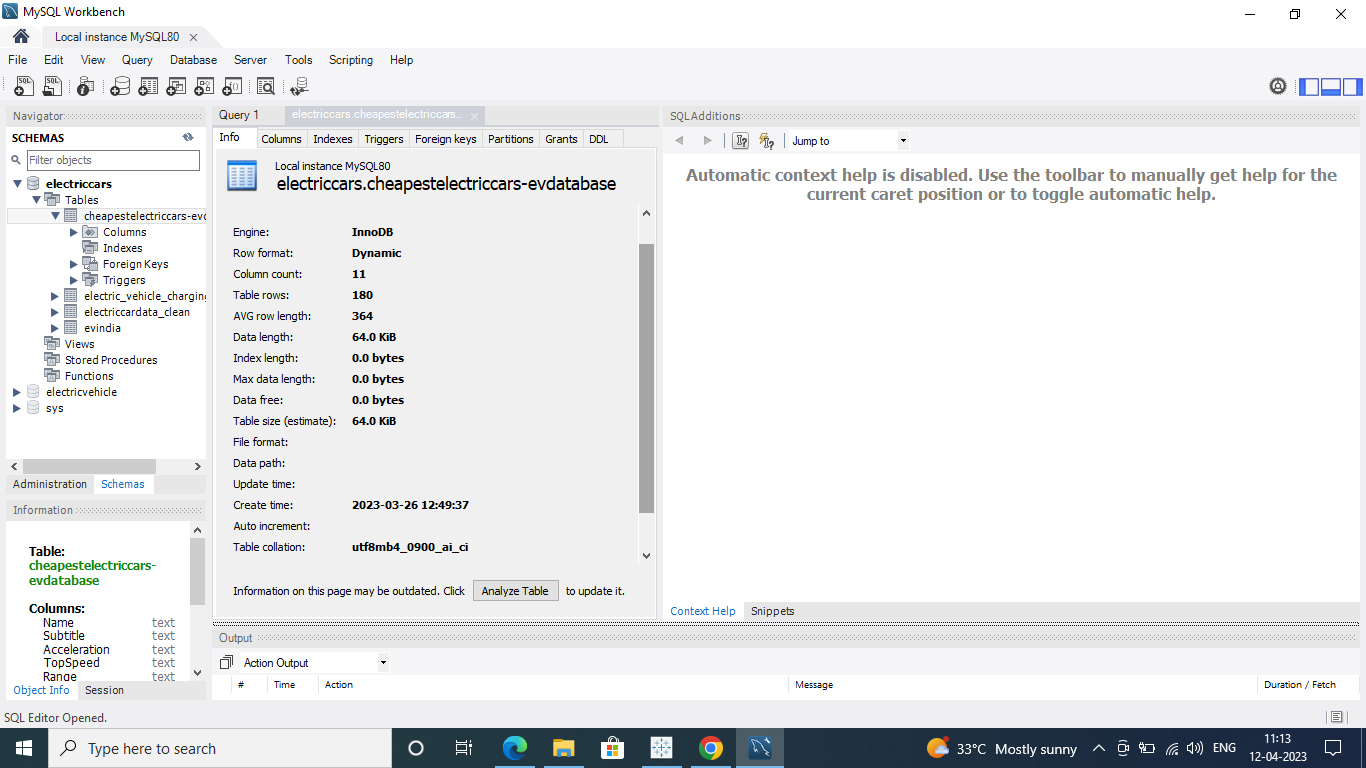 MySQL Workbench
Local instance MySQL80
File Edit View Query Database Server Tools Scripting Help
Navigator
SCHEMAS
Filter objects
electriccars
Tables
cheapestelectriccars-evd
Columns
Indexes
Foreign Keys
Triggers
electric_vehicle_charging
electriccardata_clean
evindia
Views
Stored Procedures
Functions
electricvehicle
sys
Administration Schemas
Information
Table:
cheapestelectriccars-
evdatabase
Columns:
Name text
Subtitle text
Acceleration text
TopSpeed text
Range text
Object Info Session
Query 1 electriccars.cheapestelectriccars...
Info Columns Indexes Triggers Foreign keys Partitions Grants DDL
Local instance MySQL80
electriccars.cheapestelectriccars-evdatabase
Engine: InnoDB
Row format: Dynamic
Column count: 11
Table rows: 180
AVG row length: 364
Data length: 64.0 KiB
Index length: 0.0 bytes
Max data length: 0.0 bytes
Data free: 0.0 bytes
Table size (estimate): 64.0 KiB
File format:
Data path:
Update time:
Create time: 2023-03-26 12:49:37
Auto increment:
Table collation: utf8mb4_0900_ai_ci
Information on this page may be outdated. Click Analyze Table to update it.
SQLAdditions
Jump to
Automatic context help is disabled. Use the toolbar to manually get help for the
current caret position or to toggle automatic help.
Context Help Snippets
Output
Action Output
# Time Action Message Duration / Fetch
SQL Editor Opened.
Type here to search
33°C Mostly sunny
ENG
11:13
12-04-2023